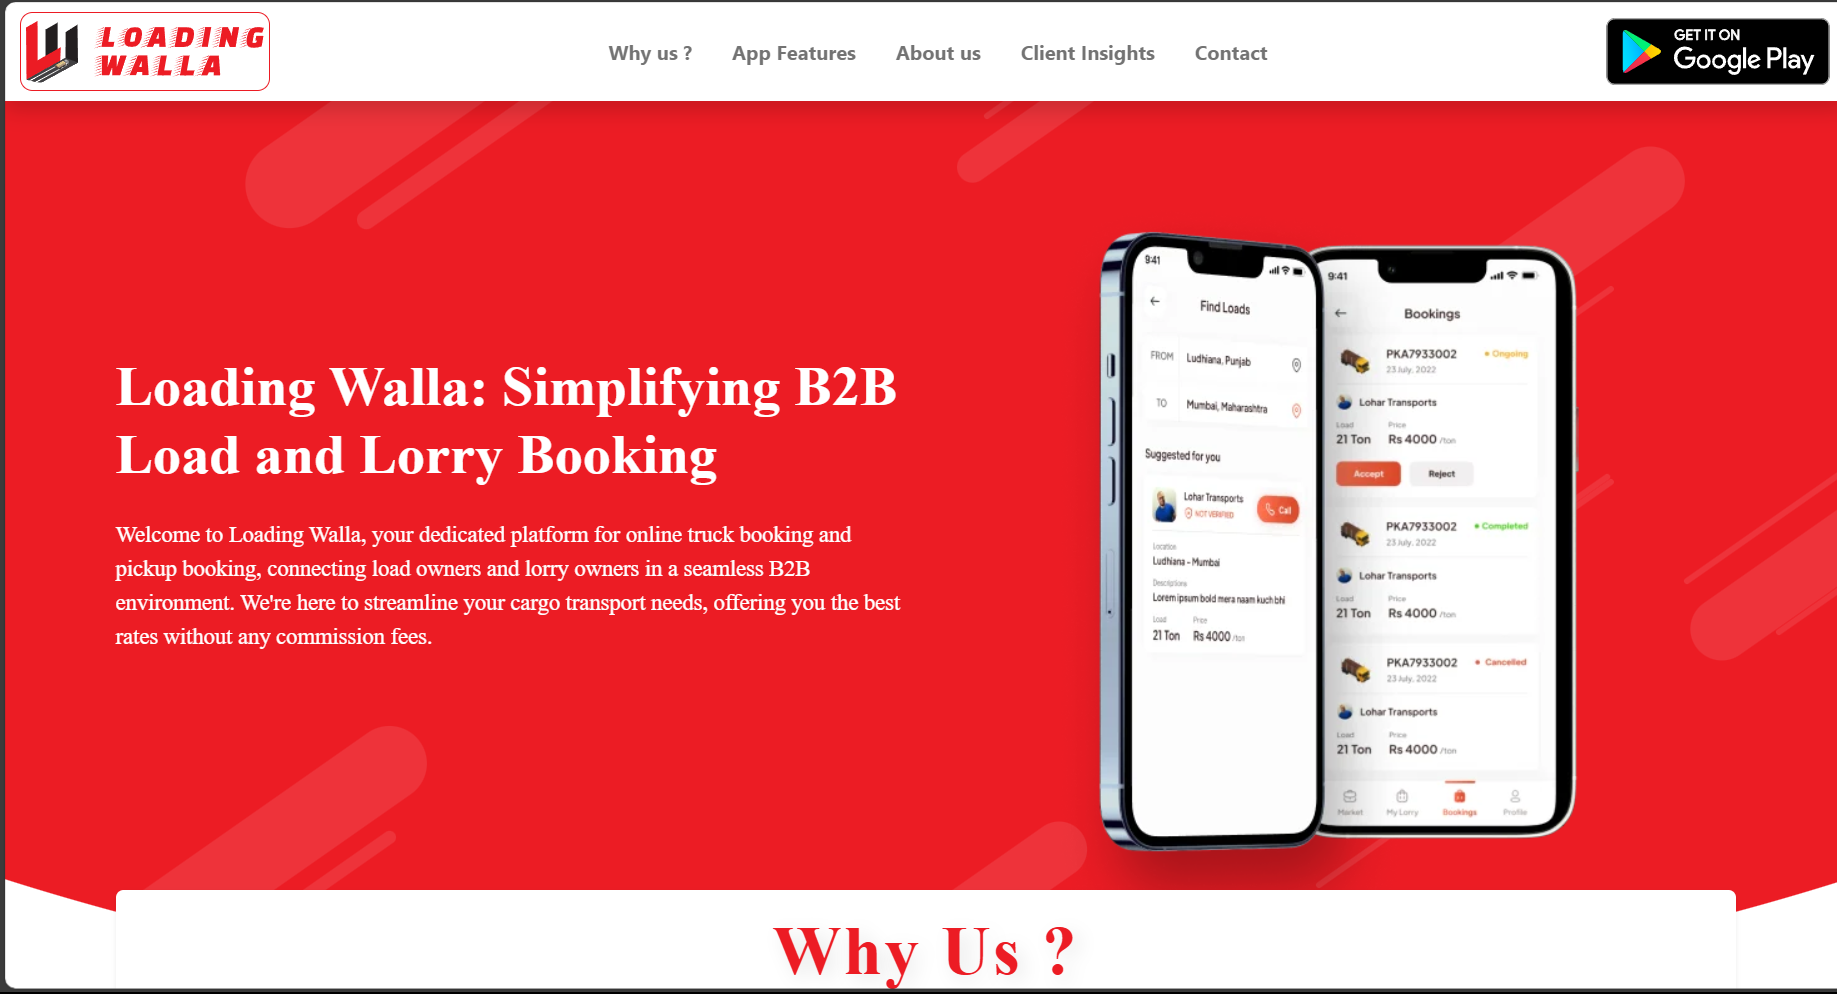 LOADING
WALLA
Why us ?
App Features
About us
Client Insights
Contact
GET IT ON
Google Play
Loading Walla: Simplifying B2B
Load and Lorry Booking
Welcome to Loading Walla, your dedicated platform for online truck booking and
pickup booking, connecting load owners and lorry owners in a seamless B2B
environment. We're here to streamline your cargo transport needs, offering you the best
rates without any commission fees.
9:41
Find Loads
FROM
Ludhiana, Punjab
TO
Mumbai, Maharashtra
Suggested for you
Lohar Transports
NOT VERIFIED
Call
Location
Ludhiana - Mumbai
Descriptions
Lorem ipsum bold mera naam kuch bhi
Load
Price
21 Ton
Rs 4000 /ton
9:41
Bookings
PKA7933002
Ongoing
23 July, 2022
Lohar Transports
Load
Price
21 Ton
Rs 4000 /ton
Accept
Reject
PKA7933002
Completed
23 July, 2022
Lohar Transports
Load
Price
21 Ton
Rs 4000 /ton
PKA7933002
Cancelled
23 July, 2022
Lohar Transports
Load
Price
21 Ton
Rs 4000 /ton
Market
My Lorry
Bookings
Profile
Why Us ?